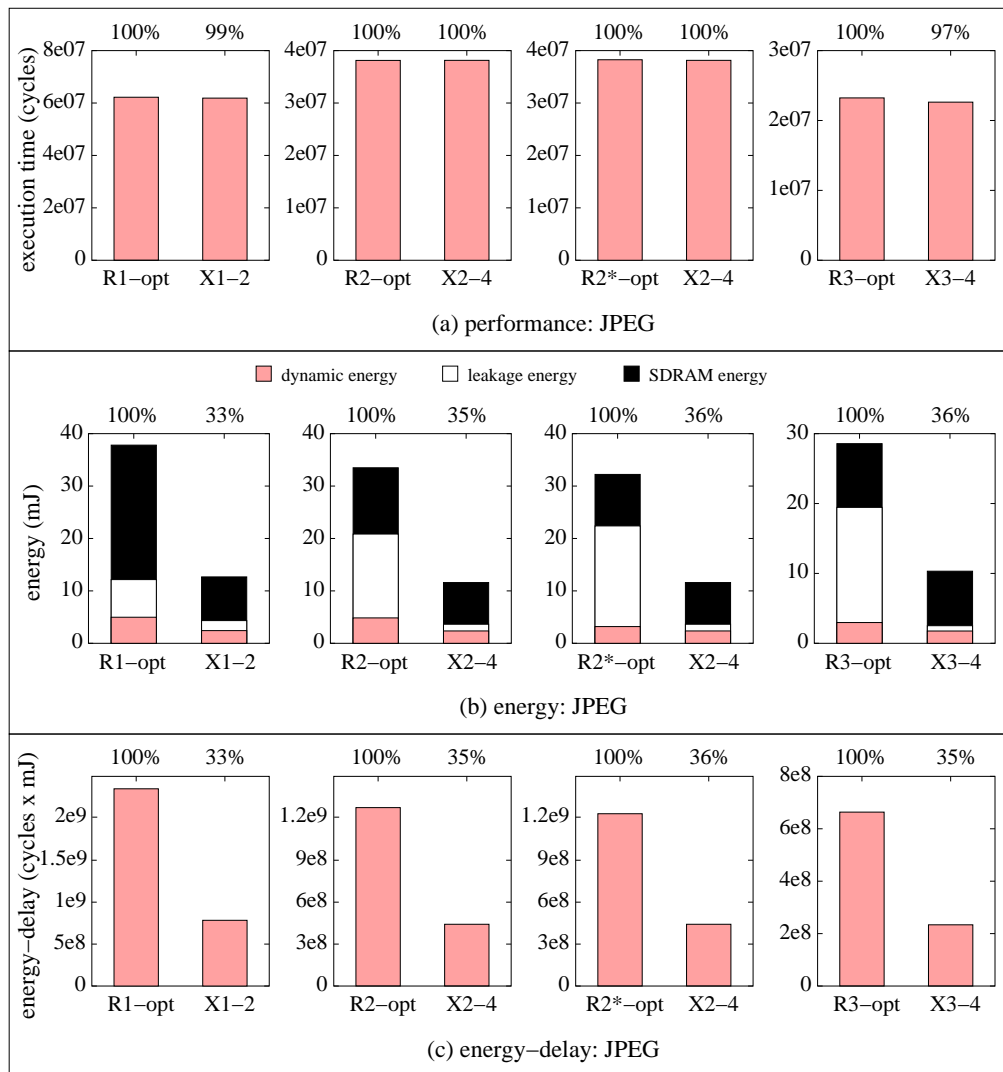 100% 99% 100% 100% 100% 100% 100% 97%
8e07 4e07 4e07 3e07
6e07 3e07 3e07 2e07
4e07 2e07 2e07 1e07
2e07 1e07 1e07
0 0 0 0
execution time (cycles)
R1−opt X1−2 R2−opt X2−4 R2*−opt X2−4 R3−opt X3−4
(a) performance: JPEG
dynamic energy leakage energy SDRAM energy
100% 33% 100% 35% 100% 36% 100% 36%
40 40 40 30
30 30 30 20
20 20 20 10
10 10 10
0 0 0 0
energy (mJ)
R1−opt X1−2 R2−opt X2−4 R2*−opt X2−4 R3−opt X3−4
(b) energy: JPEG
100% 33% 100% 35% 100% 36% 100% 35%
2e9 1.2e9 1.2e9 8e8
1.5e9 9e8 9e8 6e8
1e9 6e8 6e8 4e8
5e8 3e8 3e8 2e8
0 0 0 0
energy−delay (cycles x mJ)
R1−opt X1−2 R2−opt X2−4 R2*−opt X2−4 R3−opt X3−4
(c) energy−delay: JPEG